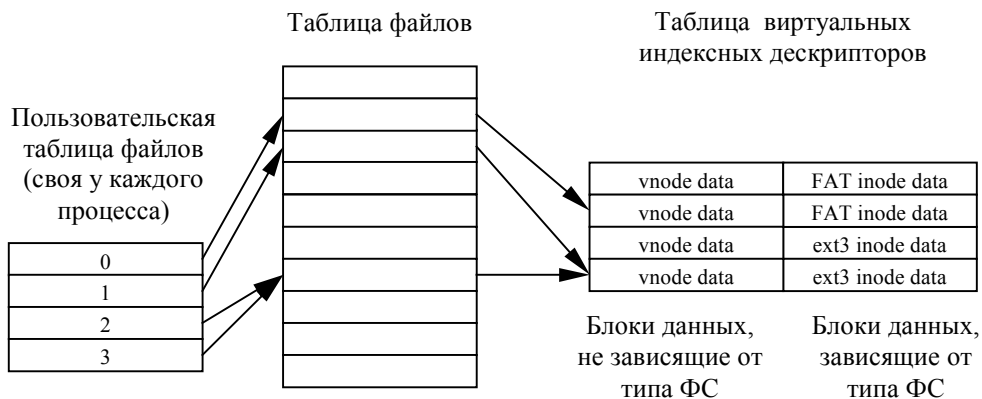 Таблица файлов
Таблица виртуальных
индексных дескрипторов
Пользовательская
таблица файлов
(своя у каждого
процесса)
0
1
2
3
vnode data FAT inode data
vnode data FAT inode data
vnode data ext3 inode data
vnode data ext3 inode data
Блоки данных,
не зависящие от
типа ФС
Блоки данных,
зависящие от
типа ФС